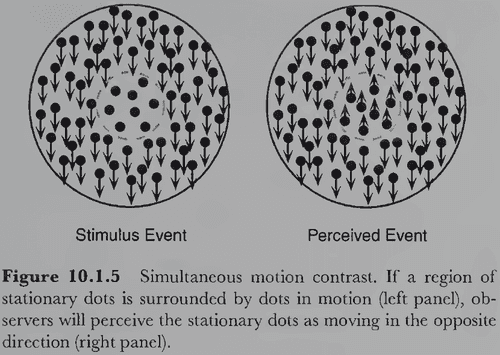 Stimulus Event
Perceived Event
Figure 10.1.5 Simultaneous motion contrast. If a region of
stationary dots is surrounded by dots in motion (left panel), ob-
servers will perceive the stationary dots as moving in the opposite
direction (right panel).